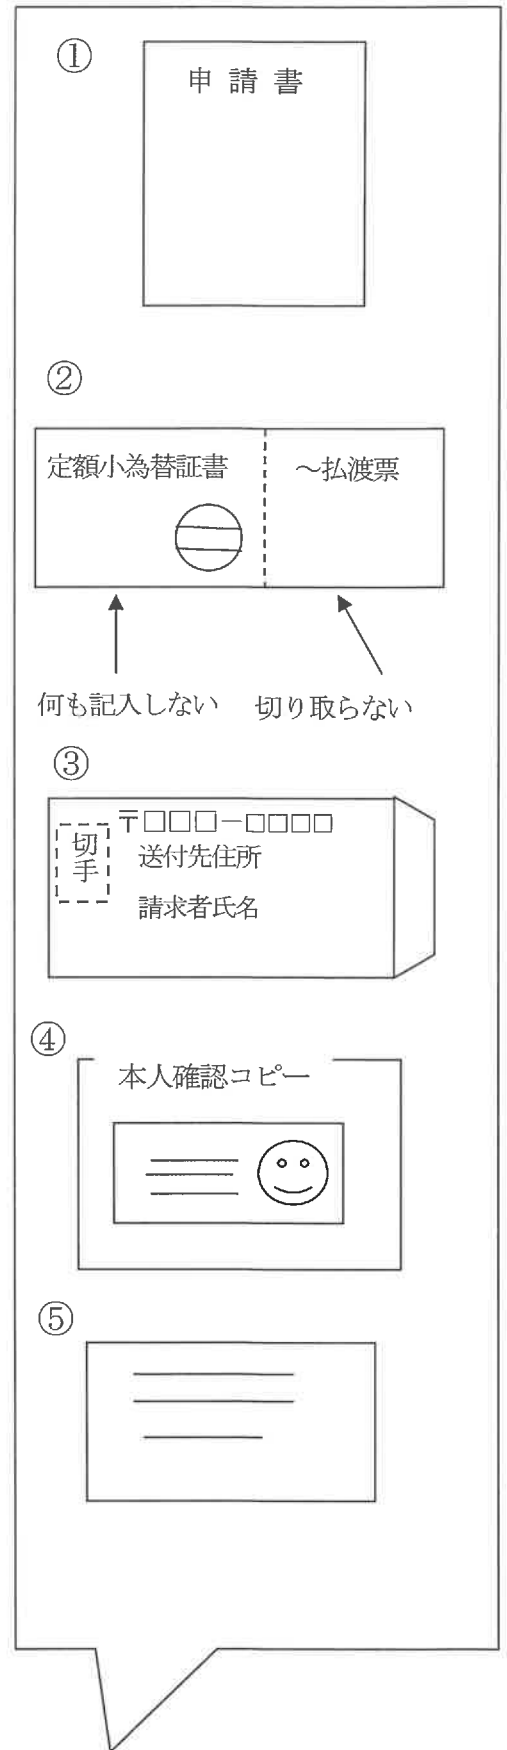 ①
申請書
②
定額小為替証書
～払渡票
何も記入しない
切り取らない
③
〒□□□－□□□□
切手
送付先住所
請求者氏名
④
本人確認コピー
⑤